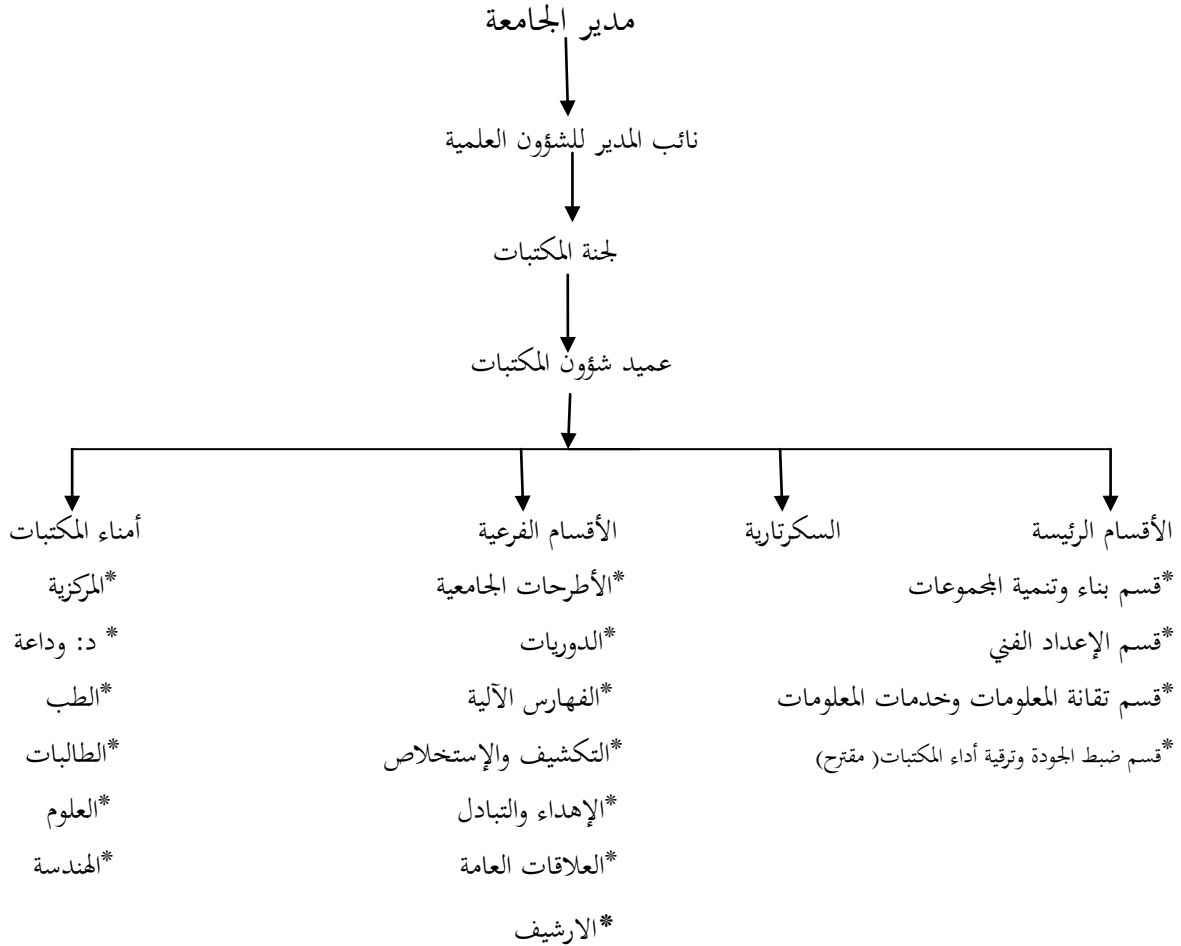 مدير الجامعة
نائب المدير للشؤون العلمية
لجنة المكتبات
عميد شؤون المكتبات
الأقسام الرئيسة
*قسم بناء وتنمية المجموعات
*قسم الإعداد الفني
*قسم تقانة المعلومات وخدمات المعلومات
*قسم ضبط الجودة وترقية أداء المكتبات( مقترح)
السكرتارية
الأقسام الفرعية
*الأطرحات الجامعية
*الدوريات
*الفهارس الآلية
*التكشيف والإستخلاص
*الإهداء والتبادل
*العلاقات العامة
*الارشيف
أمناء المكتبات
*المركزية
* د: وداعة
*الطب
*الطالبات
*العلوم
*الهندسة